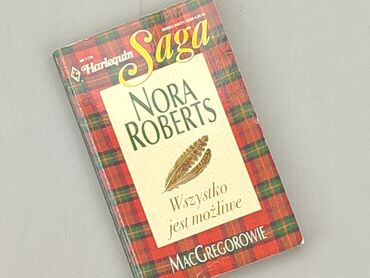 Harlequin
Saga
NORA
ROBERTS
Wszystko
jest możliwe
MACGREGOROWIE